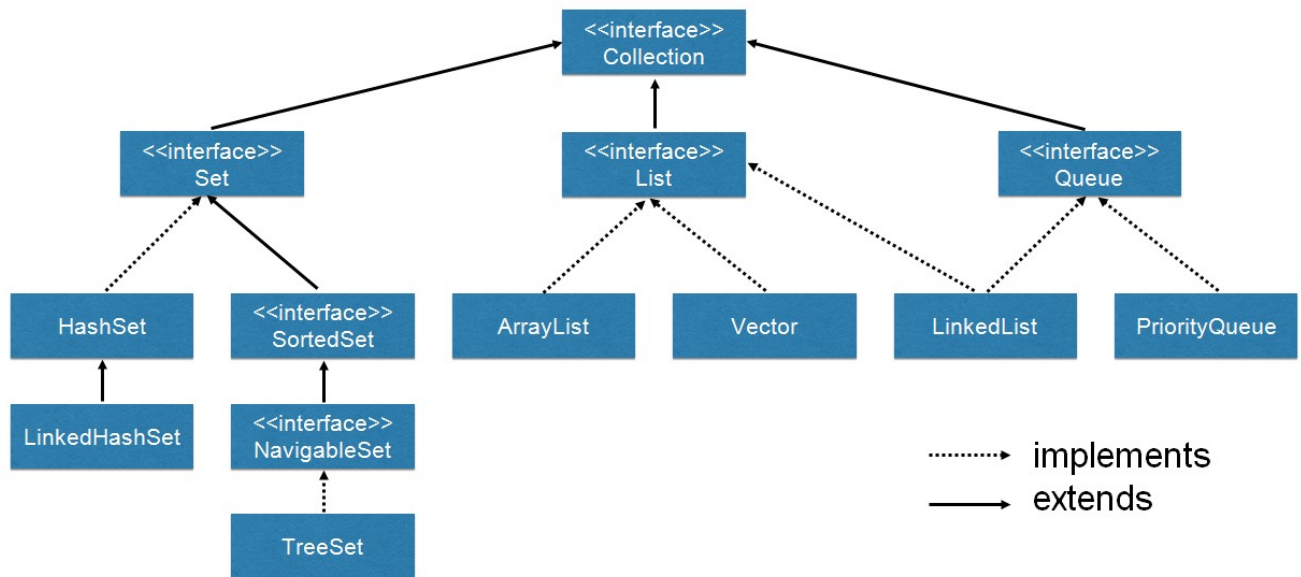 <<interface>>
Collection
<<interface>>
Set
<<interface>>
List
<<interface>>
Queue
HashSet
<<interface>>
SortedSet
ArrayList
Vector
LinkedList
PriorityQueue
LinkedHashSet
<<interface>>
NavigableSet
implements
extends
TreeSet